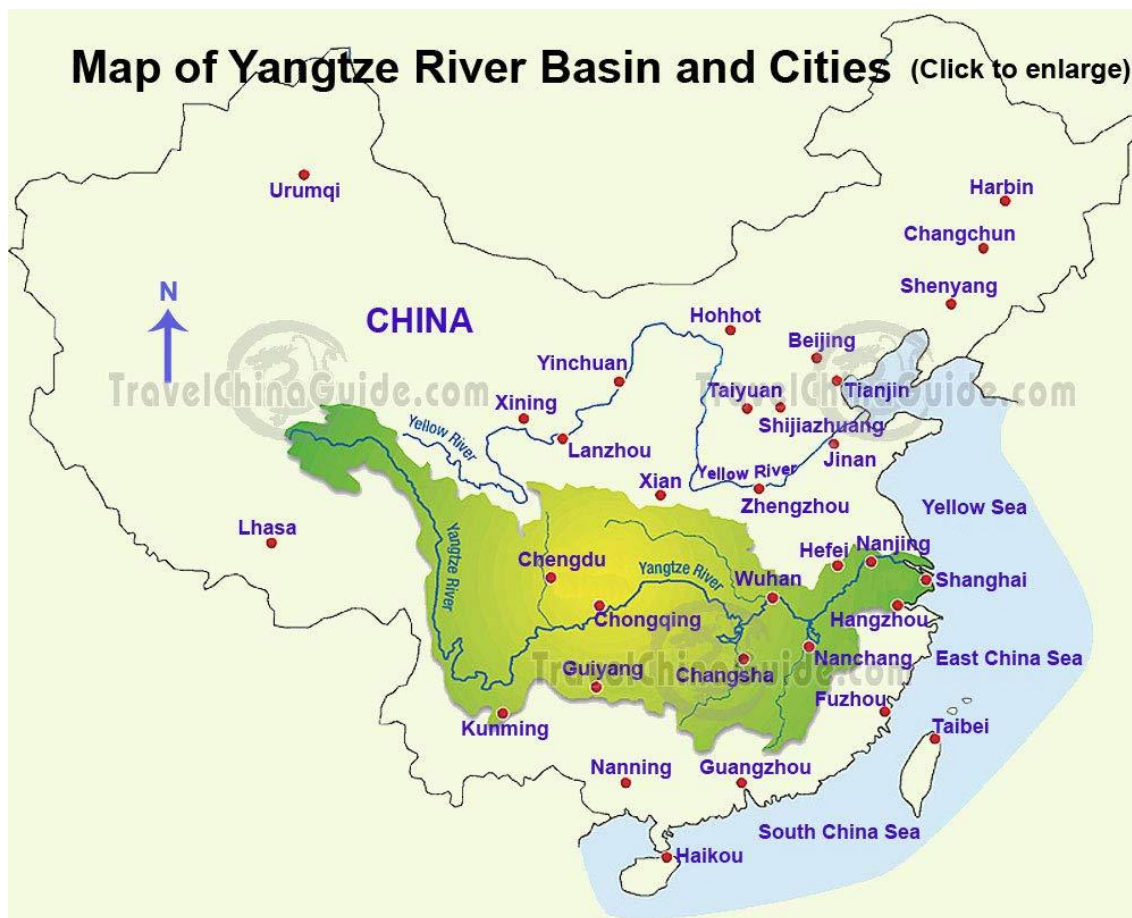 Map of Yangtze River Basin and Cities (Click to enlarge)
Urumqi
Harbin
Changchun
Shenyang
N
CHINA
Hohhot
Beijing
Yinchuan
TravelChinaGuide.com
TravelChinaGuide.com
Taiyuan
Tianjin
Xining
Shijiazhuang
Yellow River
Lanzhou
Jinan
Yellow River
Xian
Zhengzhou
Yellow Sea
Lhasa
Hefei
Nanjing
Chengdu
Yangtze River
Yangtze River
Wuhan
Shanghai
Chongqing
Hangzhou
TravelChinaGuide.com
Guiyang
Changsha
Nanchang
East China Sea
Fuzhou
Kunming
Taibei
Nanning
Guangzhou
South China Sea
Haikou